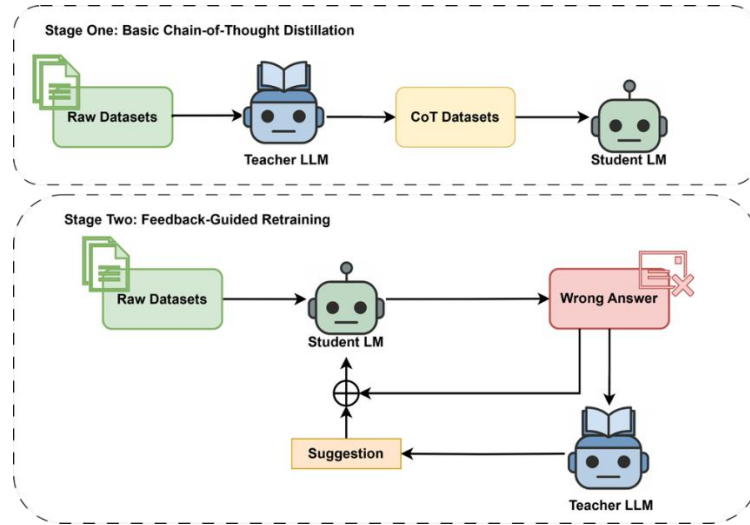 Stage One: Basic Chain-of-Thought Distillation
Raw Datasets
Teacher LLM
CoT Datasets
Student LM
Stage Two: Feedback-Guided Retraining
Raw Datasets
Student LM
Wrong Answer
Suggestion
Teacher LLM